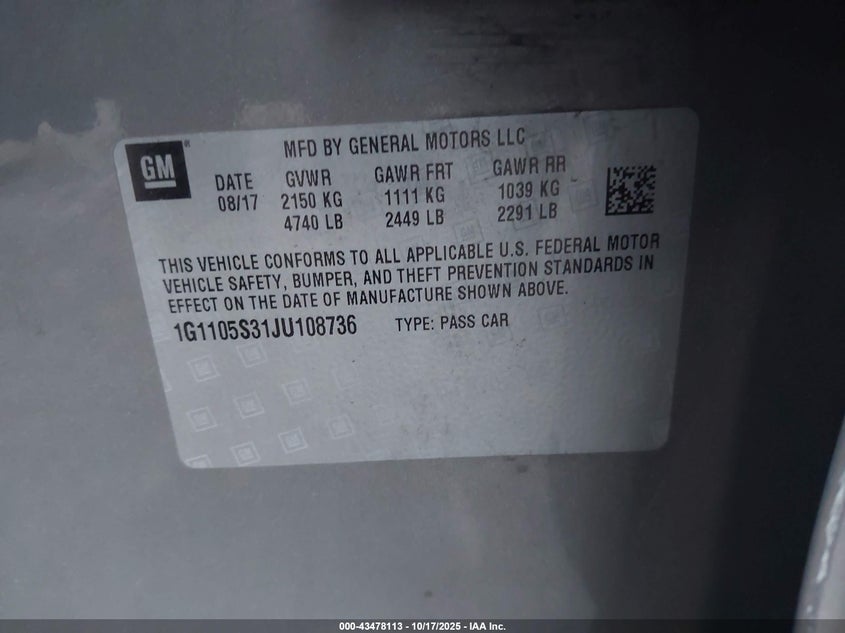 GM
MFD BY GENERAL MOTORS LLC
DATE GVWR GAWR FRT GAWR RR
08/17 2150 KG 1111 KG 1039 KG
4740 LB 2449 LB 2291 LB
THIS VEHICLE CONFORMS TO ALL APPLICABLE U.S. FEDERAL MOTOR
VEHICLE SAFETY, BUMPER, AND THEFT PREVENTION STANDARDS IN
EFFECT ON THE DATE OF MANUFACTURE SHOWN ABOVE.
1G1105S31JU108736 TYPE: PASS CAR
000-43478113 - 10/17/2025 - IAA Inc.